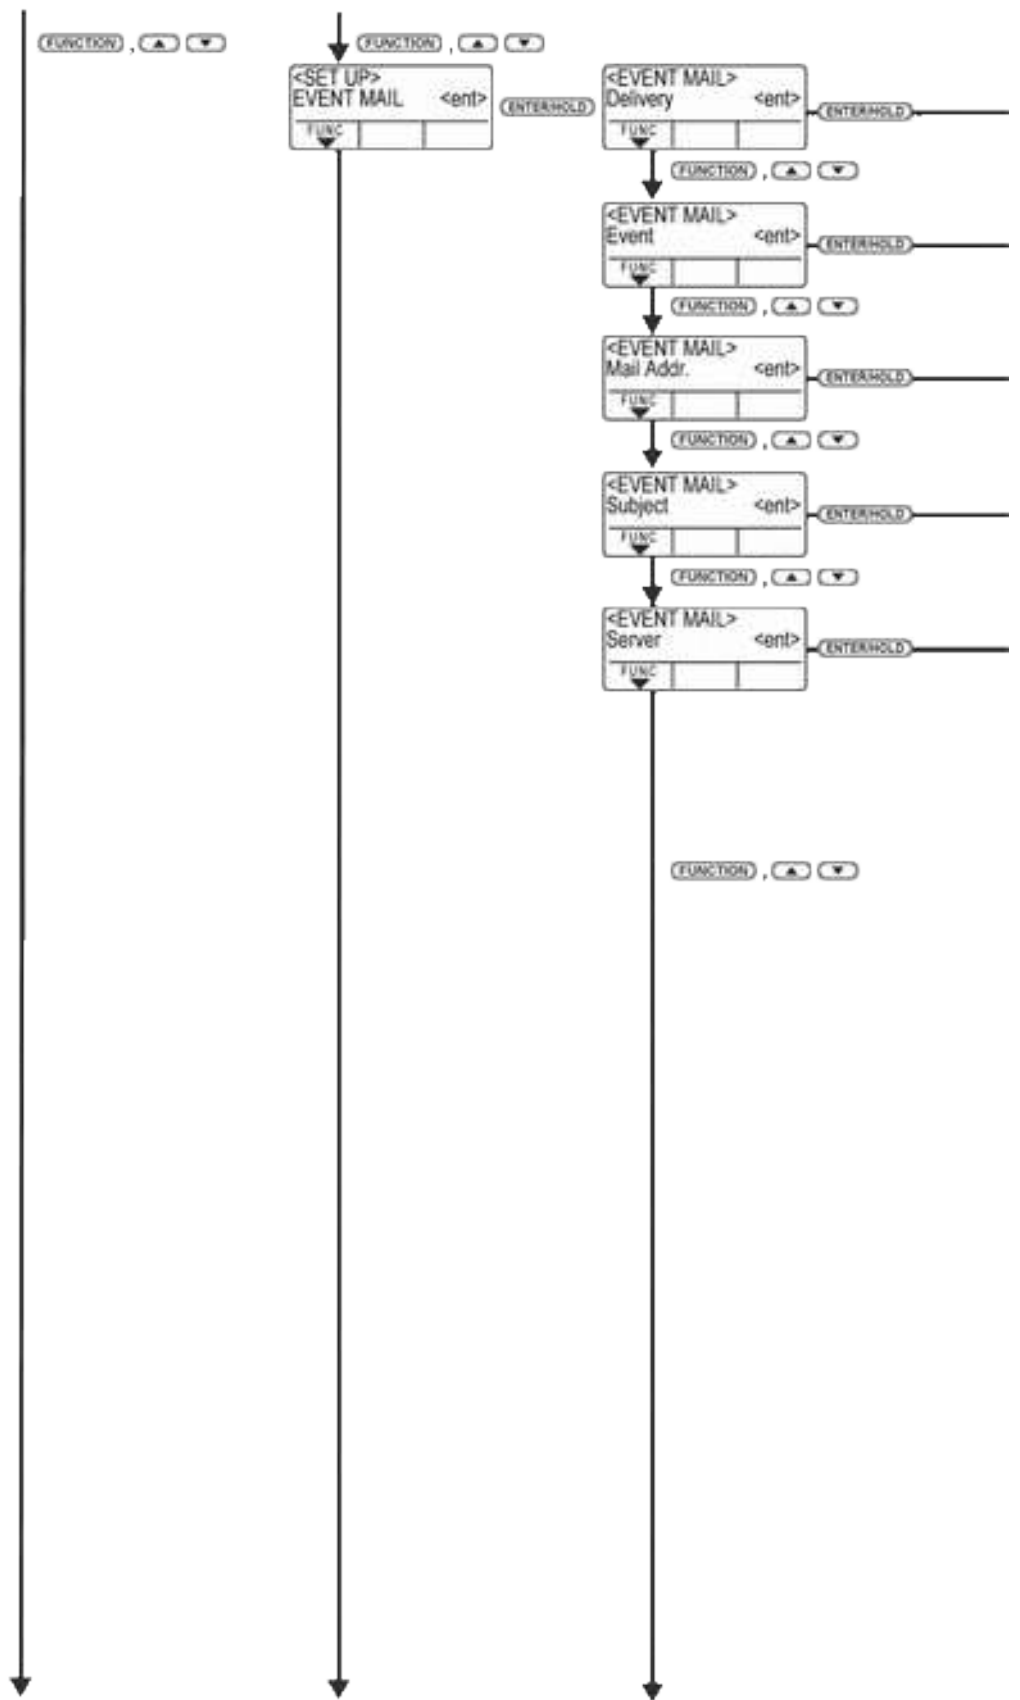 FUNCTION , ▲ ▼
FUNCTION , ▲ ▼
<SET UP>
EVENT MAIL <ent>
FUNC
ENTER/HOLD
<EVENT MAIL>
Delivery <ent>
FUNC
ENTER/HOLD
FUNCTION , ▲ ▼
<EVENT MAIL>
Event <ent>
FUNC
ENTER/HOLD
FUNCTION , ▲ ▼
<EVENT MAIL>
Mail Addr. <ent>
FUNC
ENTER/HOLD
FUNCTION , ▲ ▼
<EVENT MAIL>
Subject <ent>
FUNC
ENTER/HOLD
FUNCTION , ▲ ▼
<EVENT MAIL>
Server <ent>
FUNC
ENTER/HOLD
FUNCTION , ▲ ▼